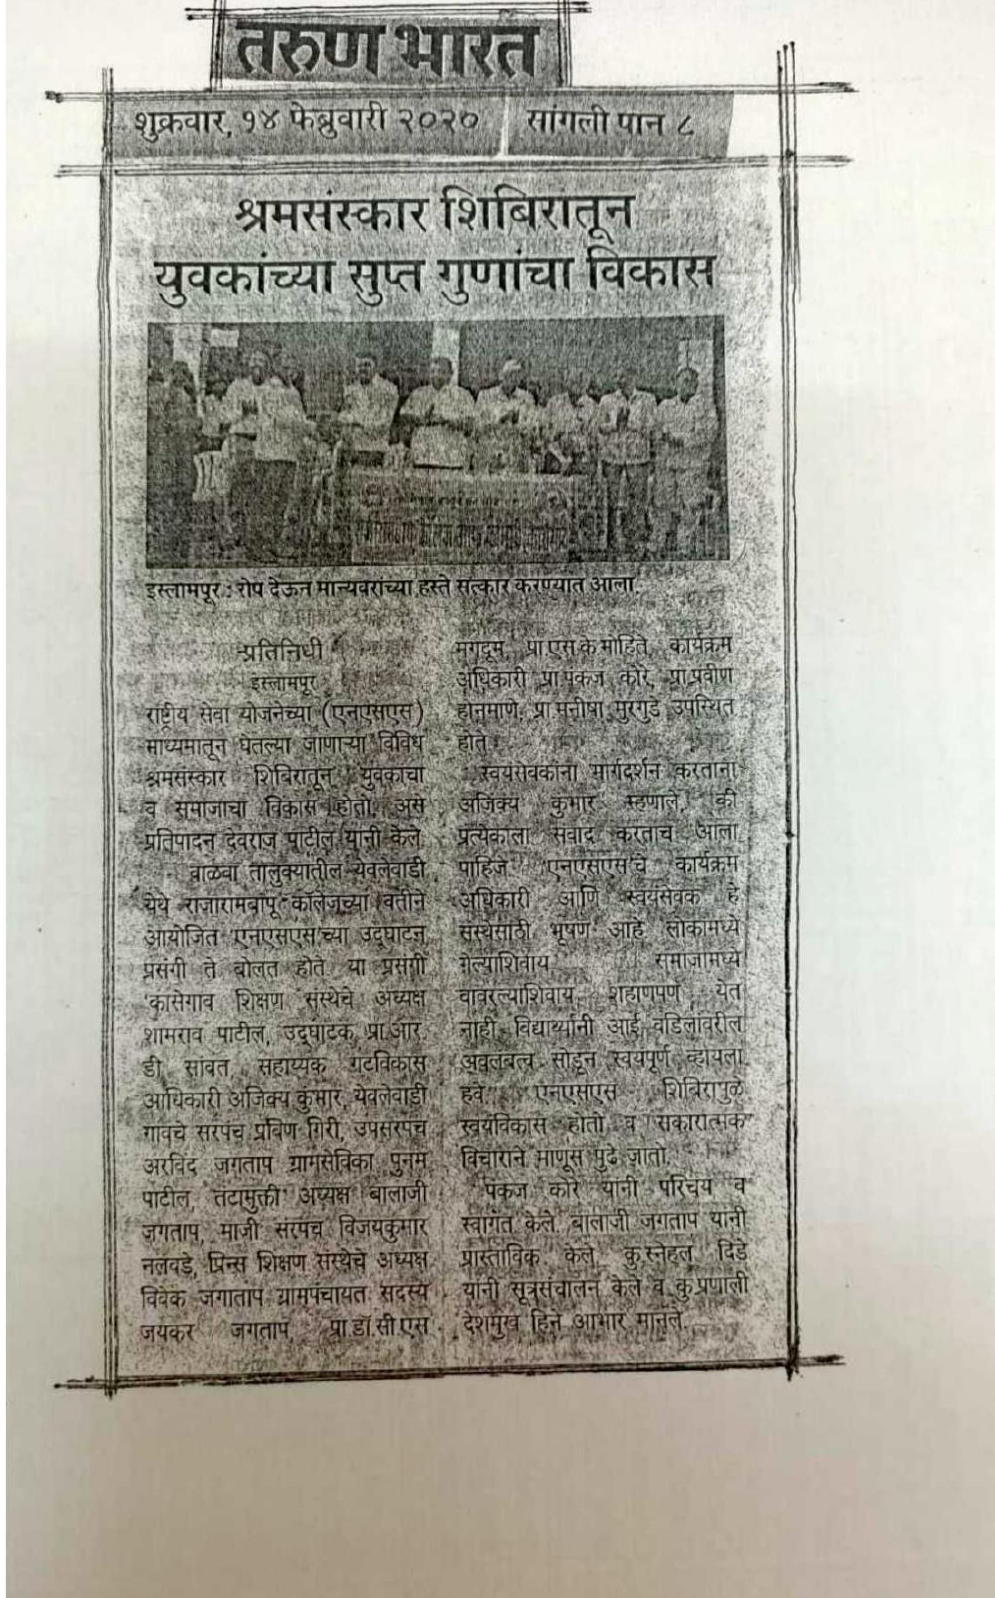 तरुण भारत
शुक्रवार, १४ फेब्रुवारी २०२०
सांगली पान ८
श्रमसंस्कार शिबिरातून
युवकांच्या सुप्त गुणांचा विकास
इस्लामपूर : रोप देऊन मान्यवरांच्या हस्ते सत्कार करण्यात आला.
प्रतिनिधी
इस्लामपूर
राष्ट्रीय सेवा योजनेच्या (एनएसएस)
माध्यमातून घेतल्या जाणाऱ्या विविध
श्रमसंस्कार शिबिरातून युवकांचा
व समाजाचा विकास होतो, असे
प्रतिपादन देवराज पाटील यांनी केले.
वाळवा तालुक्यातील येवलेवाडी
येथे राजारामबापू कॉलेजच्या वतीने
आयोजित 'एनएसएस'च्या उद्घाटन
प्रसंगी ते बोलत होते. या प्रसंगी
कासेगाव शिक्षण संस्थेचे अध्यक्ष
शामराव पाटील, उद्घाटक प्रा.आर.
डी सांवत, सहाय्यक गटविकास
आधिकारी अजिंक्य कुमार, येवलेवाडी
गावचे सरपंच प्रविण गिरी, उपसरपंच
अरविंद जगताप ग्रामसेविका पुनम
पाटील, तंटामुक्ती अध्यक्ष बालाजी
जगताप, माजी सरपंच विजयकुमार
नलवडे, प्रिन्स शिक्षण संस्थेचे अध्यक्ष
विवेक जगाताप ग्रामपंचायत सदस्य
जयकर जगताप प्रा.डॉ.सी एस
मगदूम, प्रा.एस.के मोहिते, कार्यक्रम
अधिकारी प्रा.पंकज कोरे, प्रा.प्रवीण
हानमाणे, प्रा.मनीषा मुरगुडे उपस्थित
होते.
स्वयंसेवकांना मार्गदर्शन करताना
अजिंक्य कुमार म्हणाले, की
प्रत्येकाला संवाद करताच आला
पाहिजे. 'एनएसएस'चे कार्यक्रम
अधिकारी आणि स्वयंसेवक हे
संस्थेसाठी भूषण आहे. लोकांमध्ये
गेल्याशिवाय समाजामध्ये
वावरल्याशिवाय शहाणपण येत
नाही. विद्यार्थ्यांनी आई वडिलांवरील
अवलंबत्व सोडून स्वयंपूर्ण व्हायला
हवे. एनएसएस शिबिरापुळे
स्वयंविकास होतो व सकारात्मक
विचाराने माणूस पुढे जातो.
पंकज कोरे यांनी परिचय व
स्वागत केले. बालाजी जगताप यांनी
प्रास्ताविक केले. कु.स्नेहल दिंडे
यांनी सूत्रसंचालन केले व कु.प्रणाली
देशमुख हिने आभार मानले.